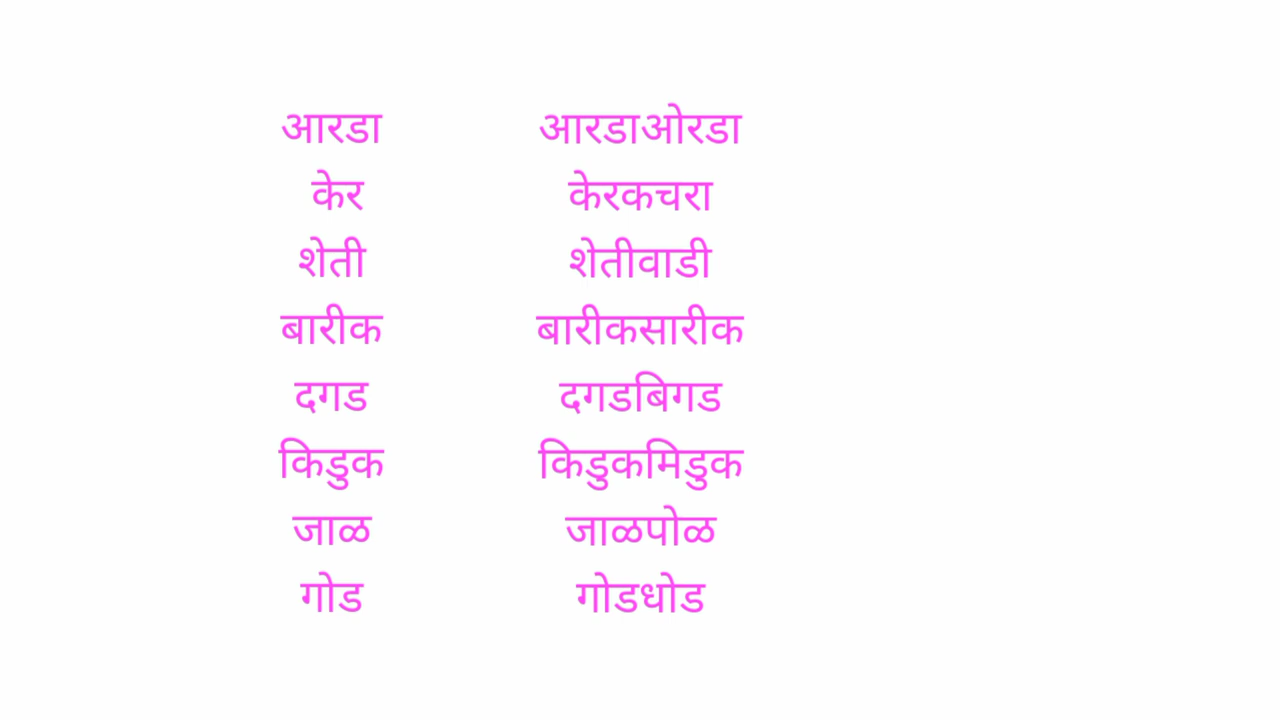 आरडा आरडाओरडा
केर केरकचरा
शेती शेतीवाडी
बारीक बारीकसारीक
दगड दगडबिगड
किडुक किडुकमिडुक
जाळ जाळपोळ
गोड गोडधोड